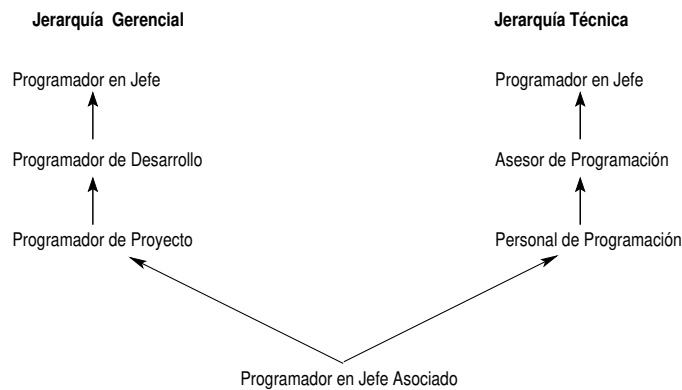 Jerarquía Gerencial
Jerarquía Técnica
Programador en Jefe
Programador en Jefe
Programador de Desarrollo
Asesor de Programación
Programador de Proyecto
Personal de Programación
Programador en Jefe Asociado